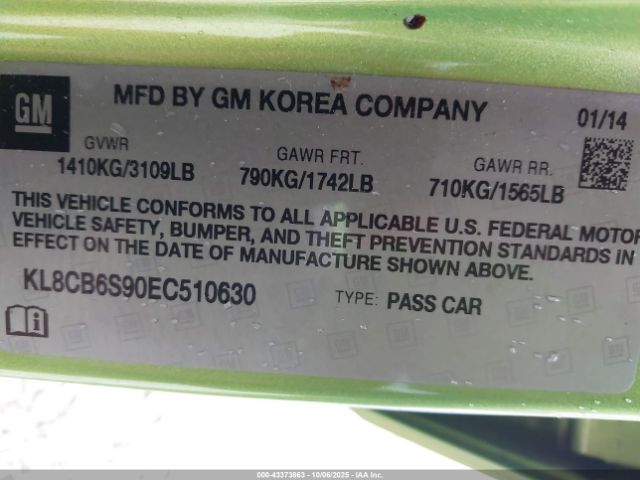 GM
MFD BY GM KOREA COMPANY
01/14
GVWR
1410KG/3109LB
GAWR FRT.
790KG/1742LB
GAWR RR.
710KG/1565LB
THIS VEHICLE CONFORMS TO ALL APPLICABLE U.S. FEDERAL MOTOR
VEHICLE SAFETY, BUMPER, AND THEFT PREVENTION STANDARDS IN
EFFECT ON THE DATE OF MANUFACTURE SHOWN ABOVE.
KL8CB6S90EC510630
TYPE: PASS CAR
000-43373863 - 10/06/2025 - IAA Inc.